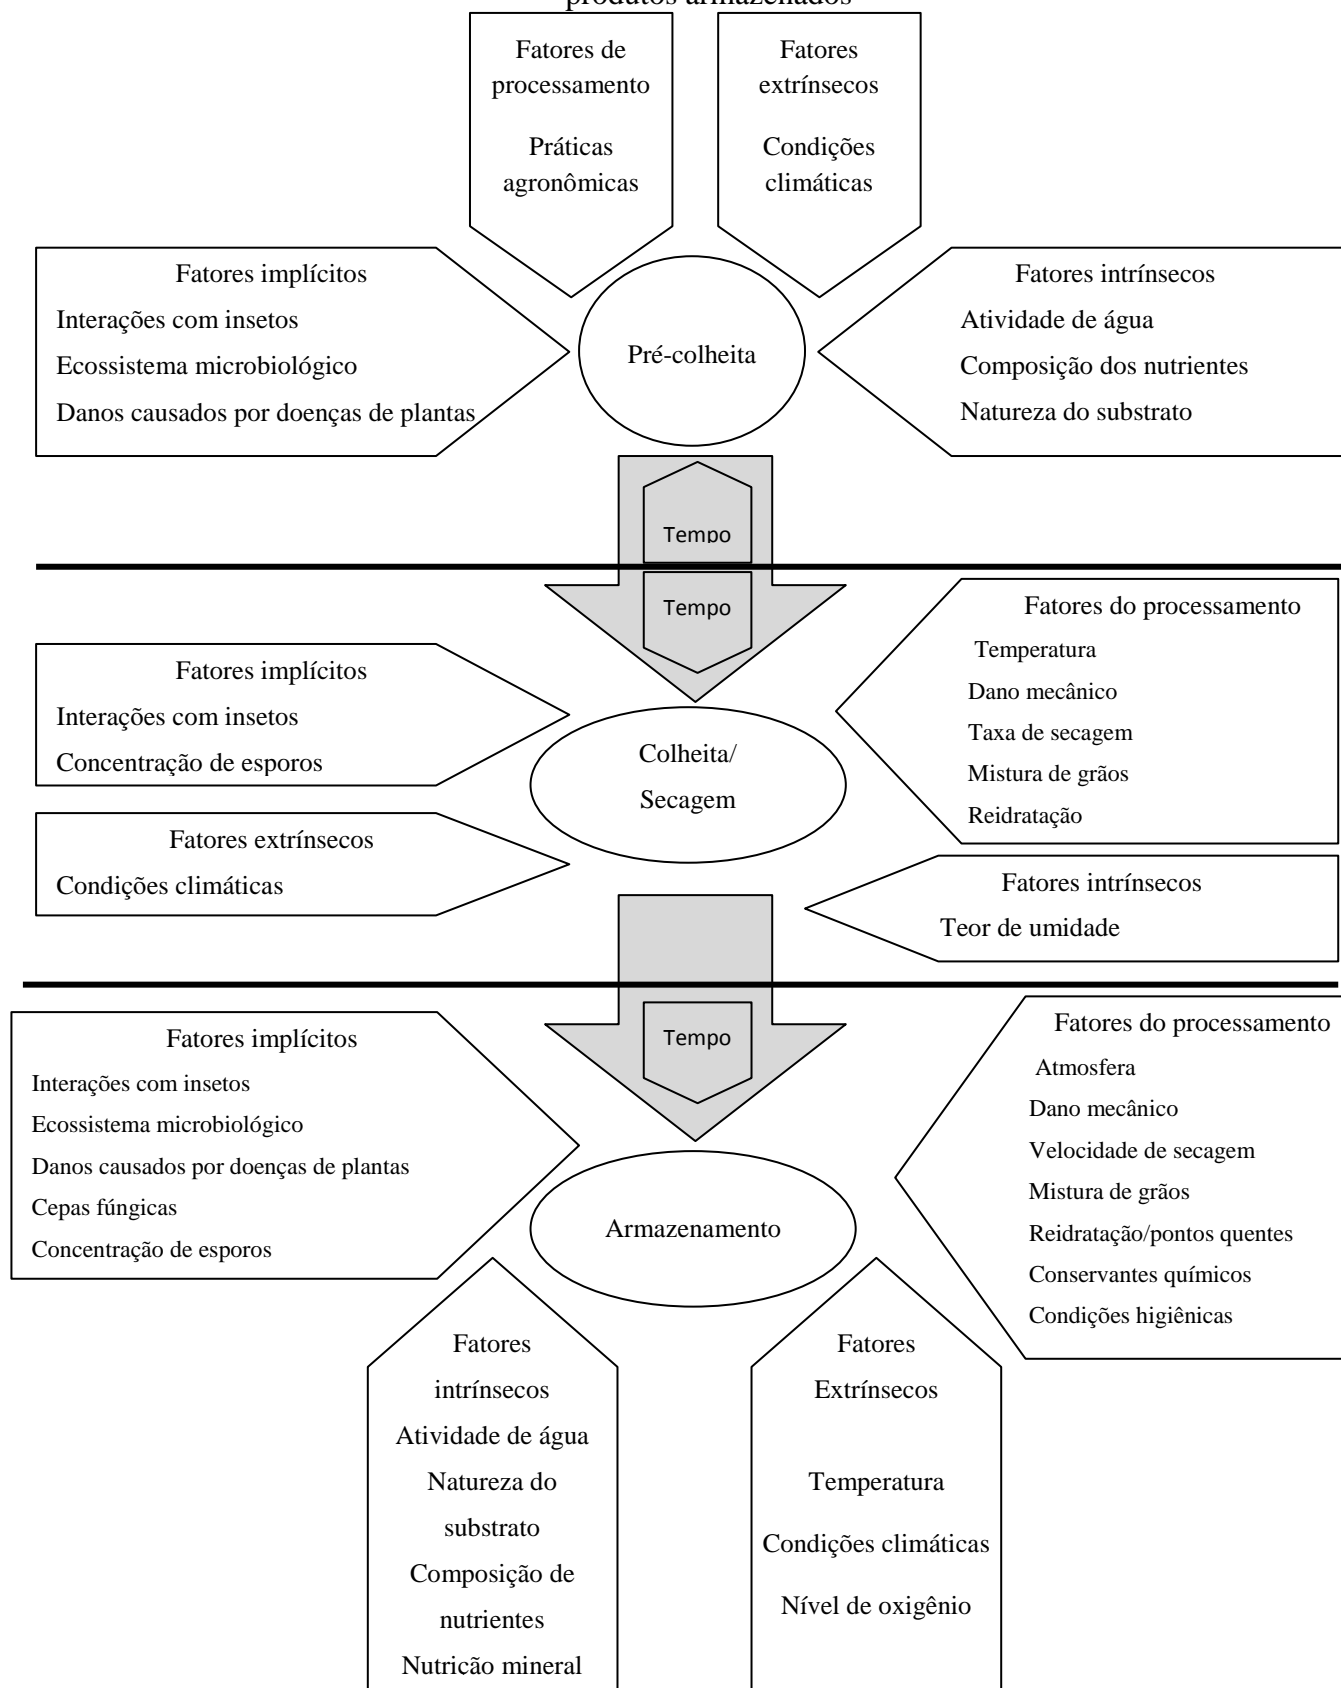 produtos armazenados
Fatores de
processamento
Práticas
agronômicas
Fatores
extrínsecos
Condições
climáticas
Fatores implícitos
Interações com insetos
Ecossistema microbiológico
Danos causados por doenças de plantas
Pré-colheita
Fatores intrínsecos
Atividade de água
Composição dos nutrientes
Natureza do substrato
Tempo
Tempo
Fatores implícitos
Interações com insetos
Concentração de esporos
Fatores extrínsecos
Condições climáticas
Colheita/
Secagem
Fatores do processamento
Temperatura
Dano mecânico
Taxa de secagem
Mistura de grãos
Reidratação
Fatores intrínsecos
Teor de umidade
Tempo
Fatores implícitos
Interações com insetos
Ecossistema microbiológico
Danos causados por doenças de plantas
Cepas fúngicas
Concentração de esporos
Armazenamento
Fatores do processamento
Atmosfera
Dano mecânico
Velocidade de secagem
Mistura de grãos
Reidratação/pontos quentes
Conservantes químicos
Condições higiênicas
Fatores
intrínsecos
Atividade de água
Natureza do
substrato
Composição de
nutrientes
Nutrição mineral
Fatores
Extrínsecos
Temperatura
Condições climáticas
Nível de oxigênio